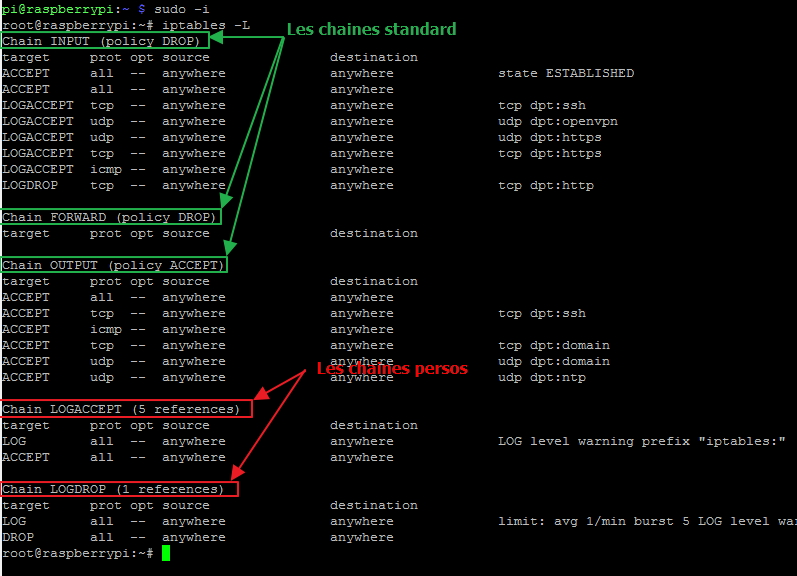 pi@raspberrypi:~ $ sudo -i
root@raspberrypi:~# iptables -L
Les chaines standard
Chain INPUT (policy DROP)
target prot opt source destination
ACCEPT all -- anywhere anywhere state ESTABLISHED
ACCEPT all -- anywhere anywhere
LOGACCEPT tcp -- anywhere anywhere tcp dpt:ssh
LOGACCEPT udp -- anywhere anywhere udp dpt:openvpn
LOGACCEPT udp -- anywhere anywhere udp dpt:https
LOGACCEPT tcp -- anywhere anywhere tcp dpt:https
LOGACCEPT icmp -- anywhere anywhere
LOGDROP tcp -- anywhere anywhere tcp dpt:http
Chain FORWARD (policy DROP)
target prot opt source destination
Chain OUTPUT (policy ACCEPT)
target prot opt source destination
ACCEPT all -- anywhere anywhere
ACCEPT tcp -- anywhere anywhere tcp dpt:ssh
ACCEPT icmp -- anywhere anywhere
ACCEPT tcp -- anywhere anywhere tcp dpt:domain
ACCEPT udp -- anywhere anywhere udp dpt:domain
Les chaines persos
ACCEPT udp -- anywhere anywhere udp dpt:ntp
Chain LOGACCEPT (5 references)
target prot opt source destination
LOG all -- anywhere anywhere LOG level warning prefix "iptables:"
ACCEPT all -- anywhere anywhere
Chain LOGDROP (1 references)
target prot opt source destination
LOG all -- anywhere anywhere limit: avg 1/min burst 5 LOG level wa
DROP all -- anywhere anywhere
root@raspberrypi:~#